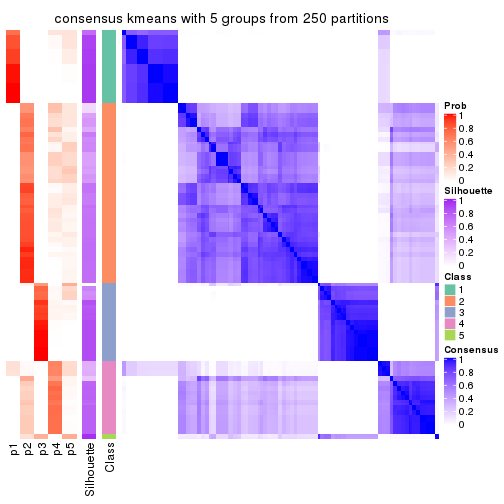 consensus kmeans with 5 groups from 250 partitions
Prob
1
0.8
0.6
0.4
0.2
0
Silhouette
1
0.8
0.6
0.4
0.2
0
Class
1
2
3
4
5
Consensus
1
0.8
0.6
0.4
0.2
0
p1
p2
p3
p4
p5
Silhouette
Class